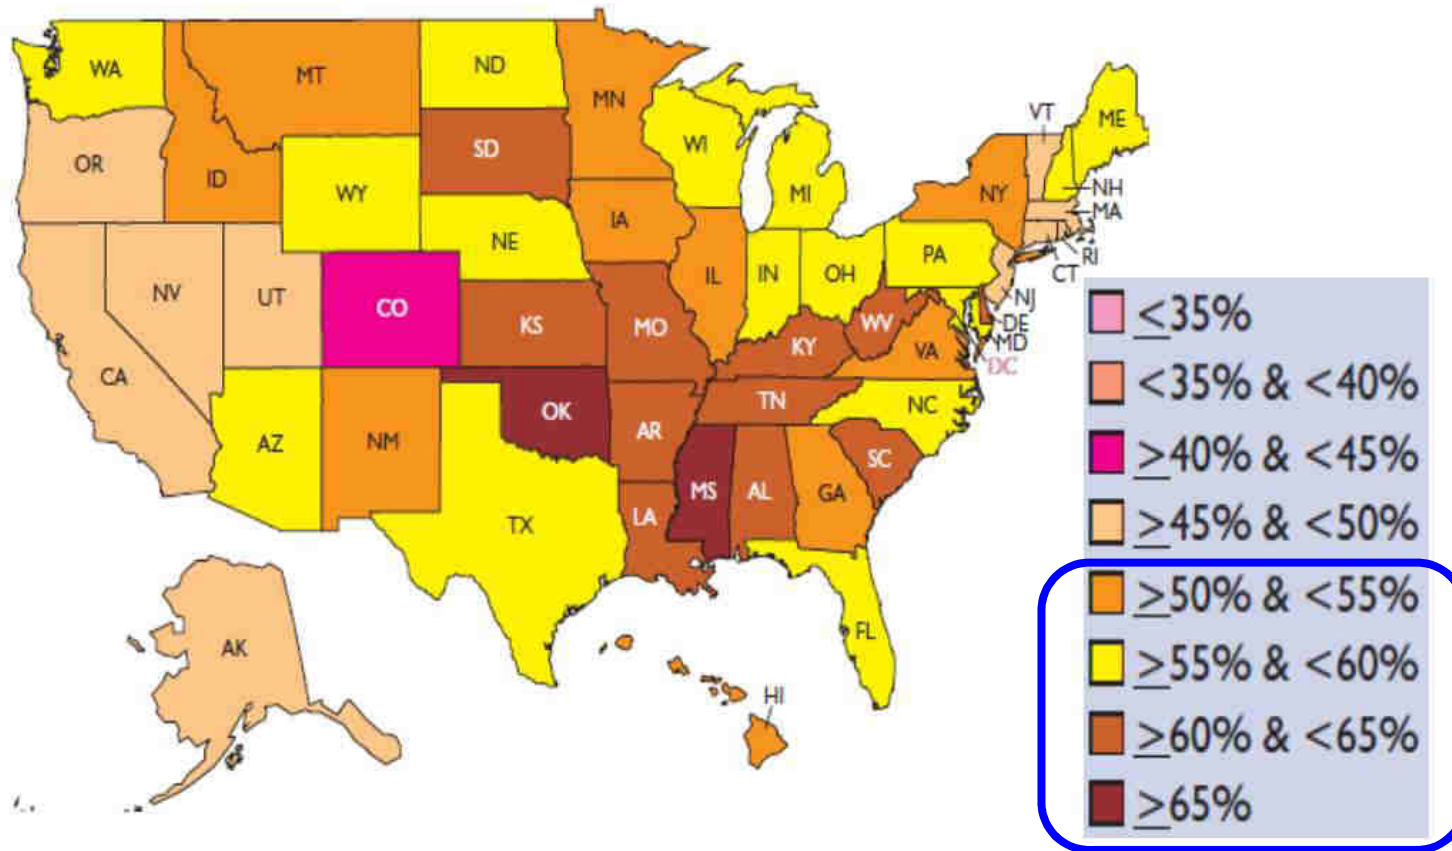 WA
MT
ND
MN
VT
ME
OR
ID
SD
WI
MI
NY
NH
MA
WY
IA
NE
PA
RI
CT
NV
UT
CO
IL
IN
OH
NJ
KS
MO
WV
DE
MD
KY
VA
DC
CA
TN
NC
AZ
NM
OK
AR
SC
MS
AL
GA
LA
TX
FL
AK
HI
≤35%
<35% & <40%
≥40% & <45%
≥45% & <50%
≥50% & <55%
≥55% & <60%
≥60% & <65%
≥65%